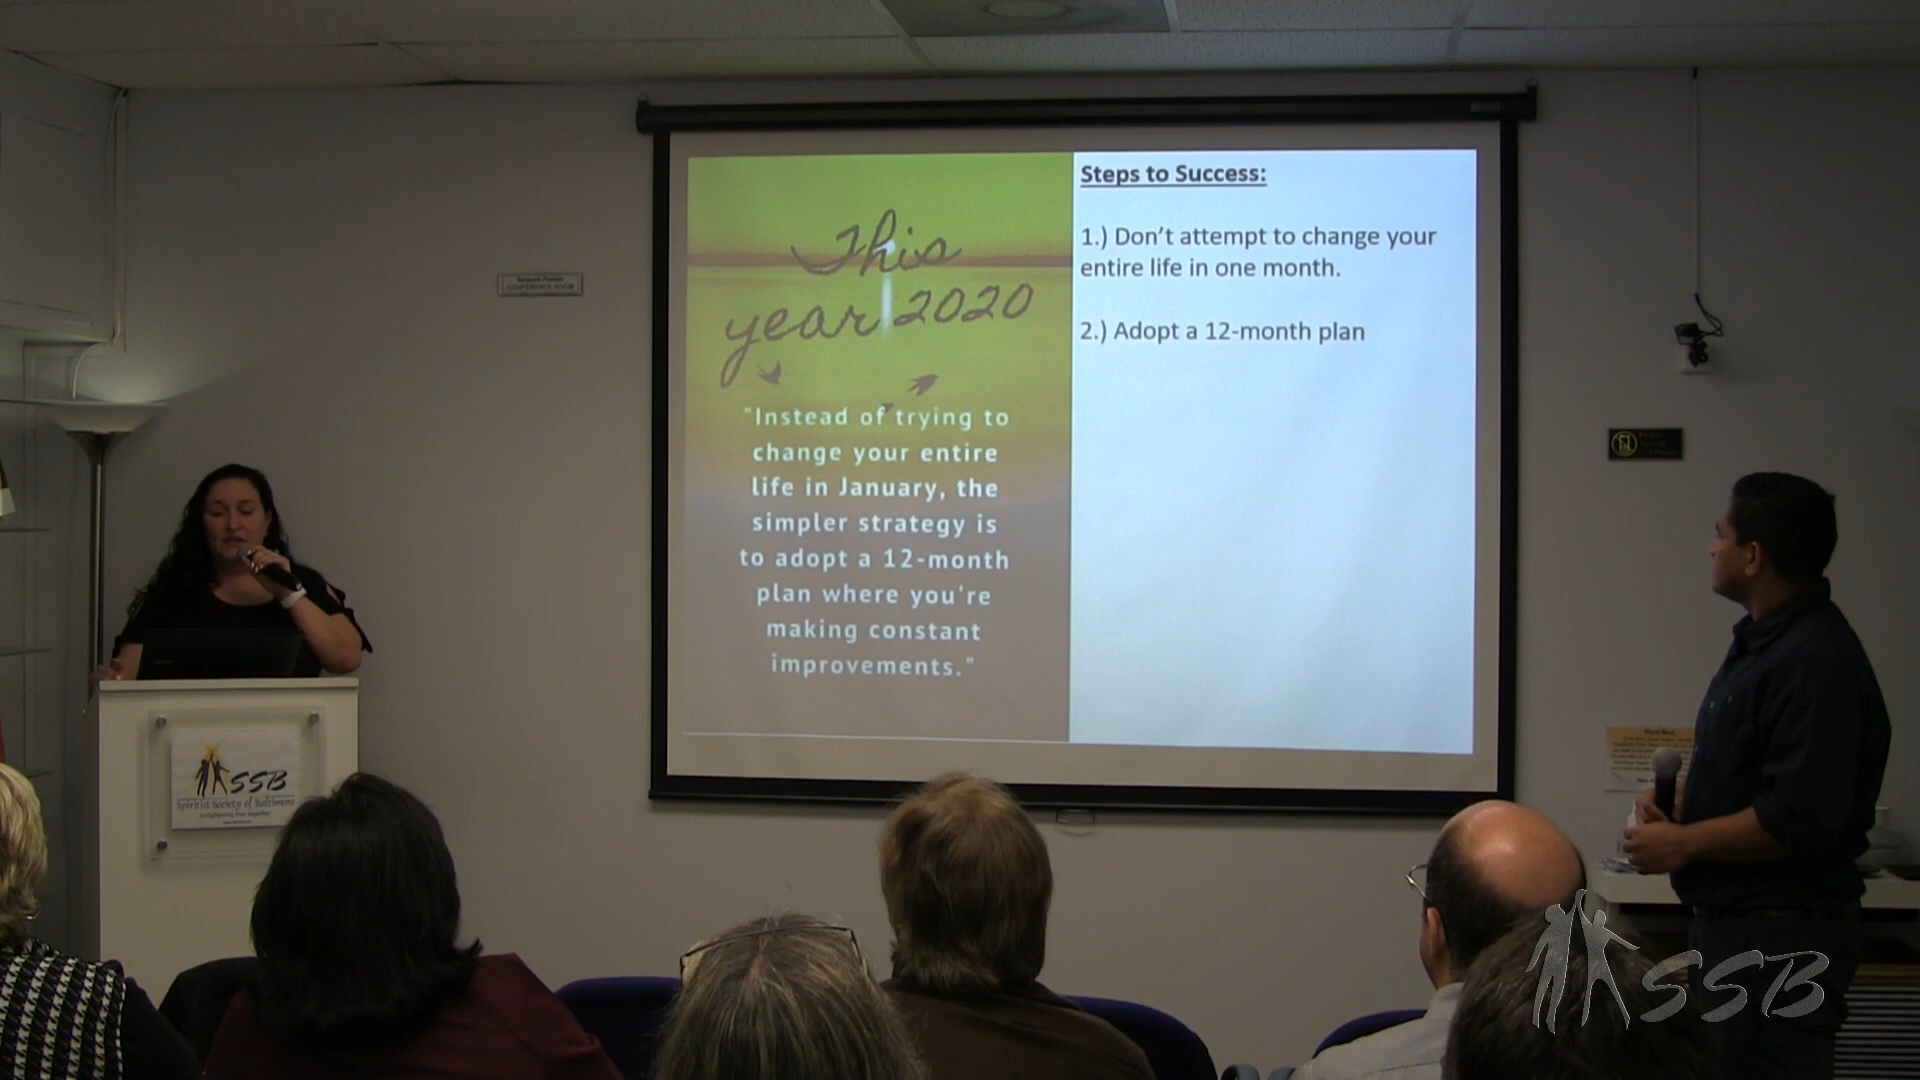 This
year 2020
"Instead of trying to
change your entire
life in January, the
simpler strategy is
to adopt a 12-month
plan where you're
making constant
improvements."
Steps to Success:
1.) Don't attempt to change your
entire life in one month.
2.) Adopt a 12-month plan
CONFERENCE ROOM
SSB
Spiritist Society of Baltimore
SSB